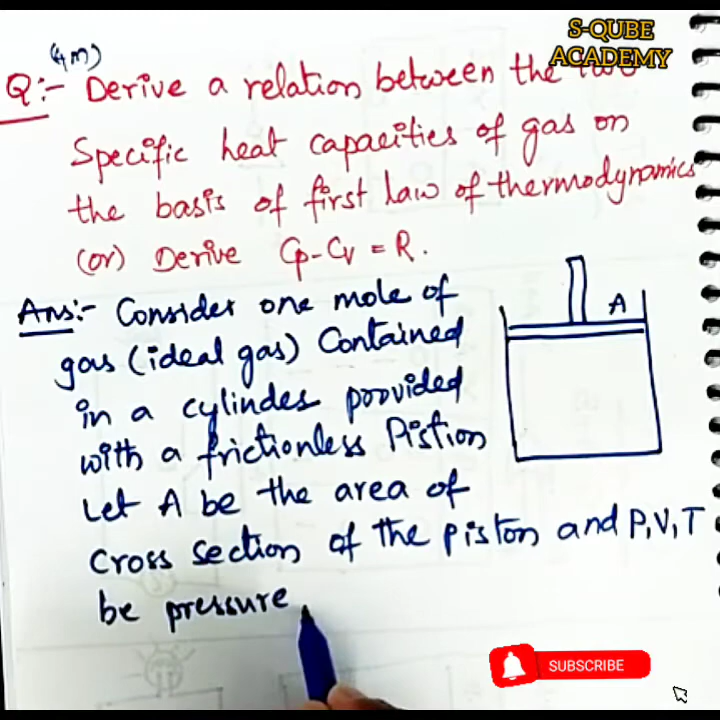 S-QUBE
ACADEMY
(4m)
Q:- Derive a relation between the two
Specific heat capacities of gas on
the basis of first law of thermodynamics
(or) Derive Cp-Cv = R.
Ans:- Consider one mole of
gas (ideal gas) Contained
in a cylinder provided
with a frictionless Pistion
Let A be the area of
Cross section of the piston and P,V,T
be pressure
A
SUBSCRIBE